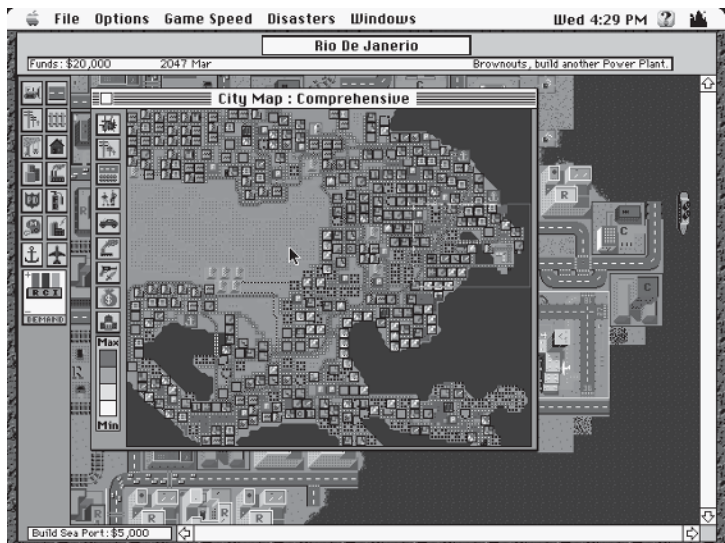 File Options Game Speed Disasters Windows Wed 4:29 PM ?
Rio De Janerio
Funds: $20,000 2047 Mar Brownouts, build another Power Plant.
City Map : Comprehensive
R
R
C
C
R C I
DEMAND
Max
Min
R
R
R
R
R
Build Sea Port: $5,000